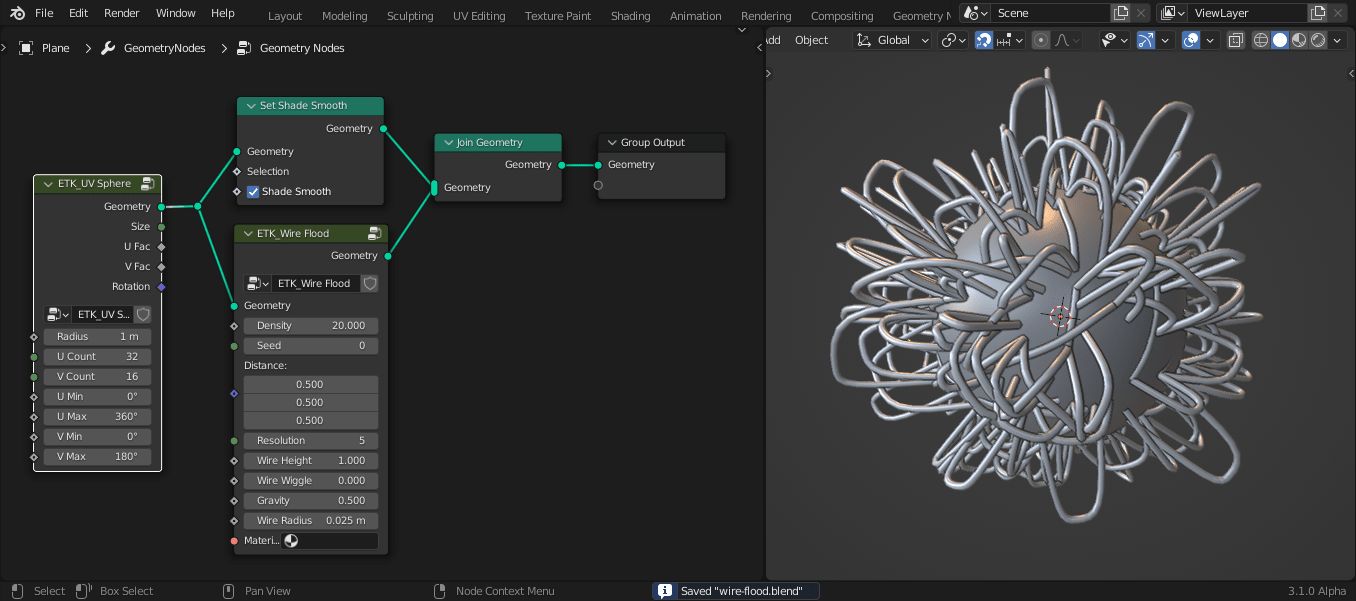 File Edit Render Window Help Layout Modeling Sculpting UV Editing Texture Paint Shading Animation Rendering Compositing Geometry N Scene ViewLayer
Plane GeometryNodes Geometry Nodes
dd Object Global
Set Shade Smooth
Geometry
Geometry
Selection
Shade Smooth
Join Geometry
Geometry
Geometry
Group Output
Geometry
ETK_UV Sphere
Geometry
Size
U Fac
V Fac
Rotation
ETK_UV S...
Radius 1 m
U Count 32
V Count 16
U Min 0°
U Max 360°
V Min 0°
V Max 180°
ETK_Wire Flood
Geometry
ETK_Wire Flood
Geometry
Density 20.000
Seed 0
Distance:
0.500
0.500
0.500
Resolution 5
Wire Height 1.000
Wire Wiggle 0.000
Gravity 0.500
Wire Radius 0.025 m
Materi...
Select Box Select Pan View Node Context Menu Saved "wire-flood.blend" 3.1.0 Alpha